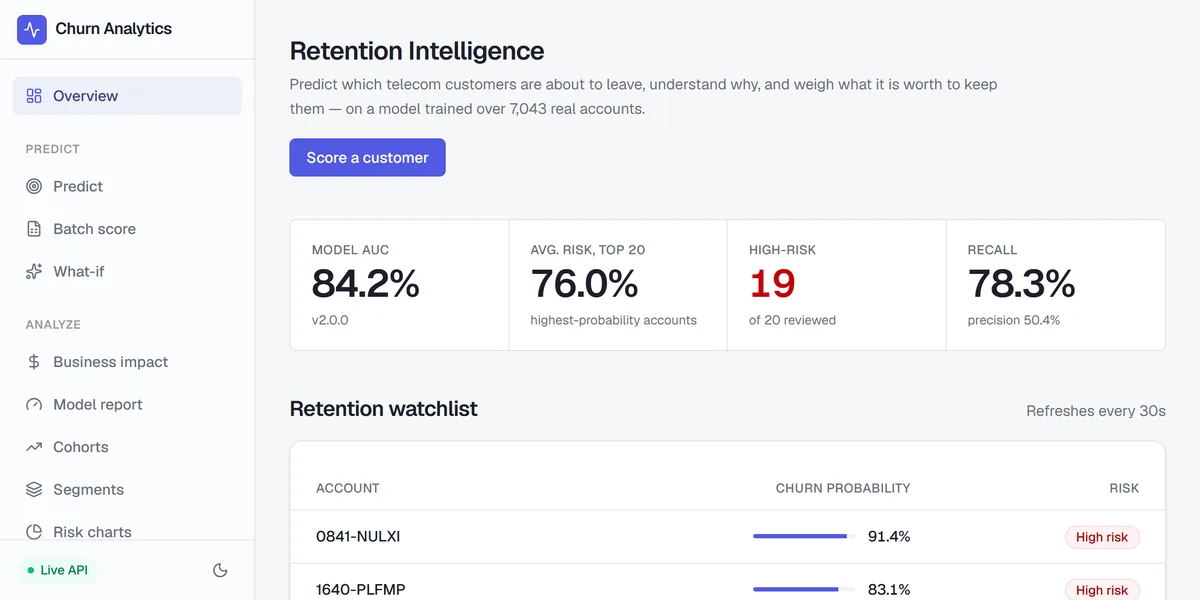 Churn Analytics
Overview
PREDICT
Predict
Batch score
What-if
ANALYZE
Business impact
Model report
Cohorts
Segments
Risk charts
Live API
Retention Intelligence
Predict which telecom customers are about to leave, understand why, and weigh what it is worth to keep
them — on a model trained over 7,043 real accounts.
Score a customer
MODEL AUC
84.2%
v2.0.0
AVG. RISK, TOP 20
76.0%
highest-probability accounts
HIGH-RISK
19
of 20 reviewed
RECALL
78.3%
precision 50.4%
Retention watchlist
Refreshes every 30s
ACCOUNT CHURN PROBABILITY RISK
0841-NULXI 91.4% High risk
1640-PLFMP 83.1% High risk